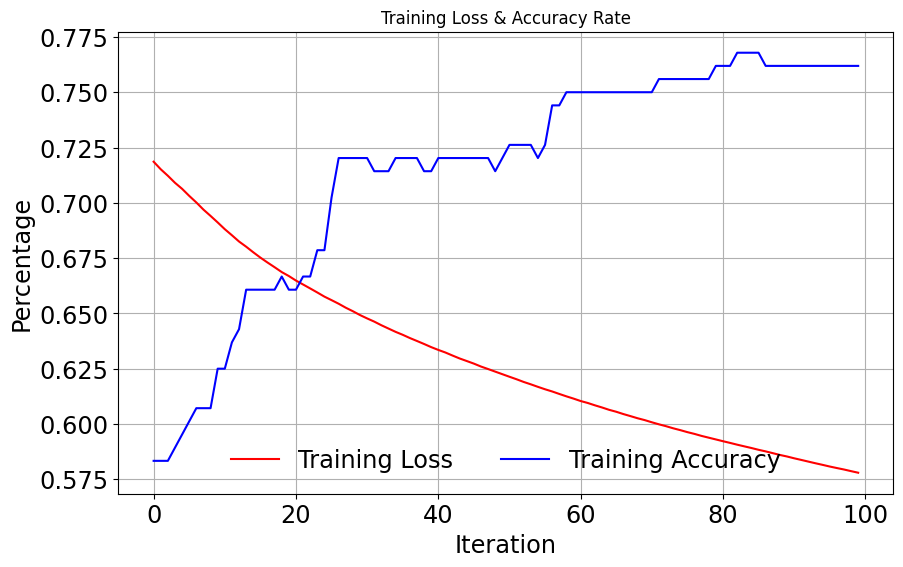 Training Loss & Accuracy Rate
0.775
0.750
0.725
0.700
0.675
0.650
0.625
0.600
0.575
Percentage
Training Loss Training Accuracy
0 20 40 60 80 100
Iteration